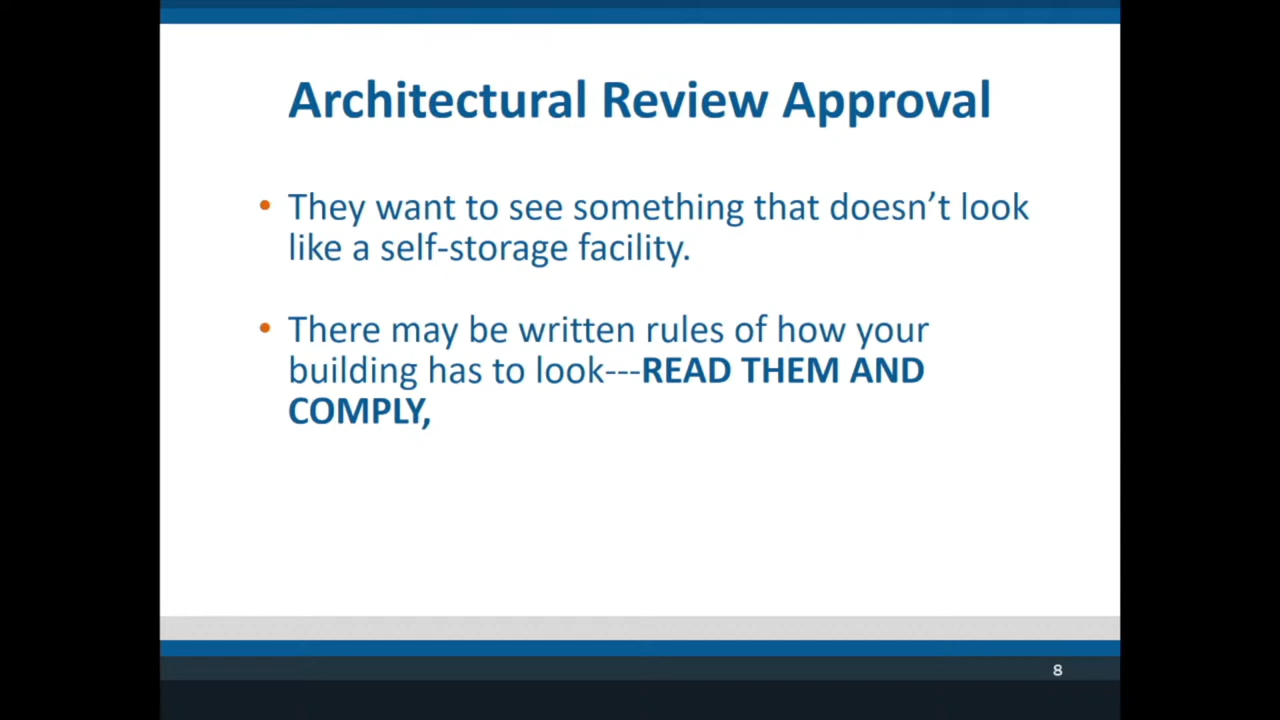 Architectural Review Approval
• They want to see something that doesn’t look
like a self-storage facility.
• There may be written rules of how your
building has to look---READ THEM AND
COMPLY,
8